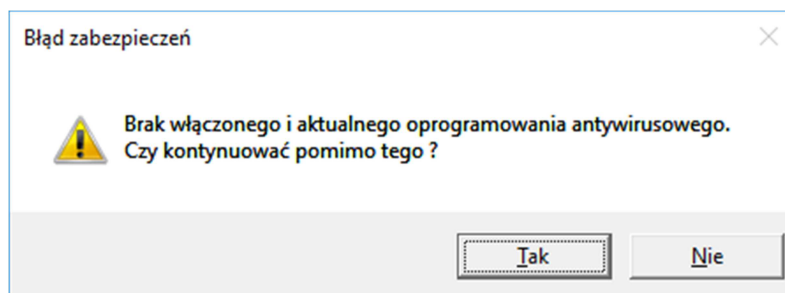 Błąd zabezpieczeń
Brak włączonego i aktualnego oprogramowania antywirusowego.
Czy kontynuować pomimo tego ?
Tak
Nie